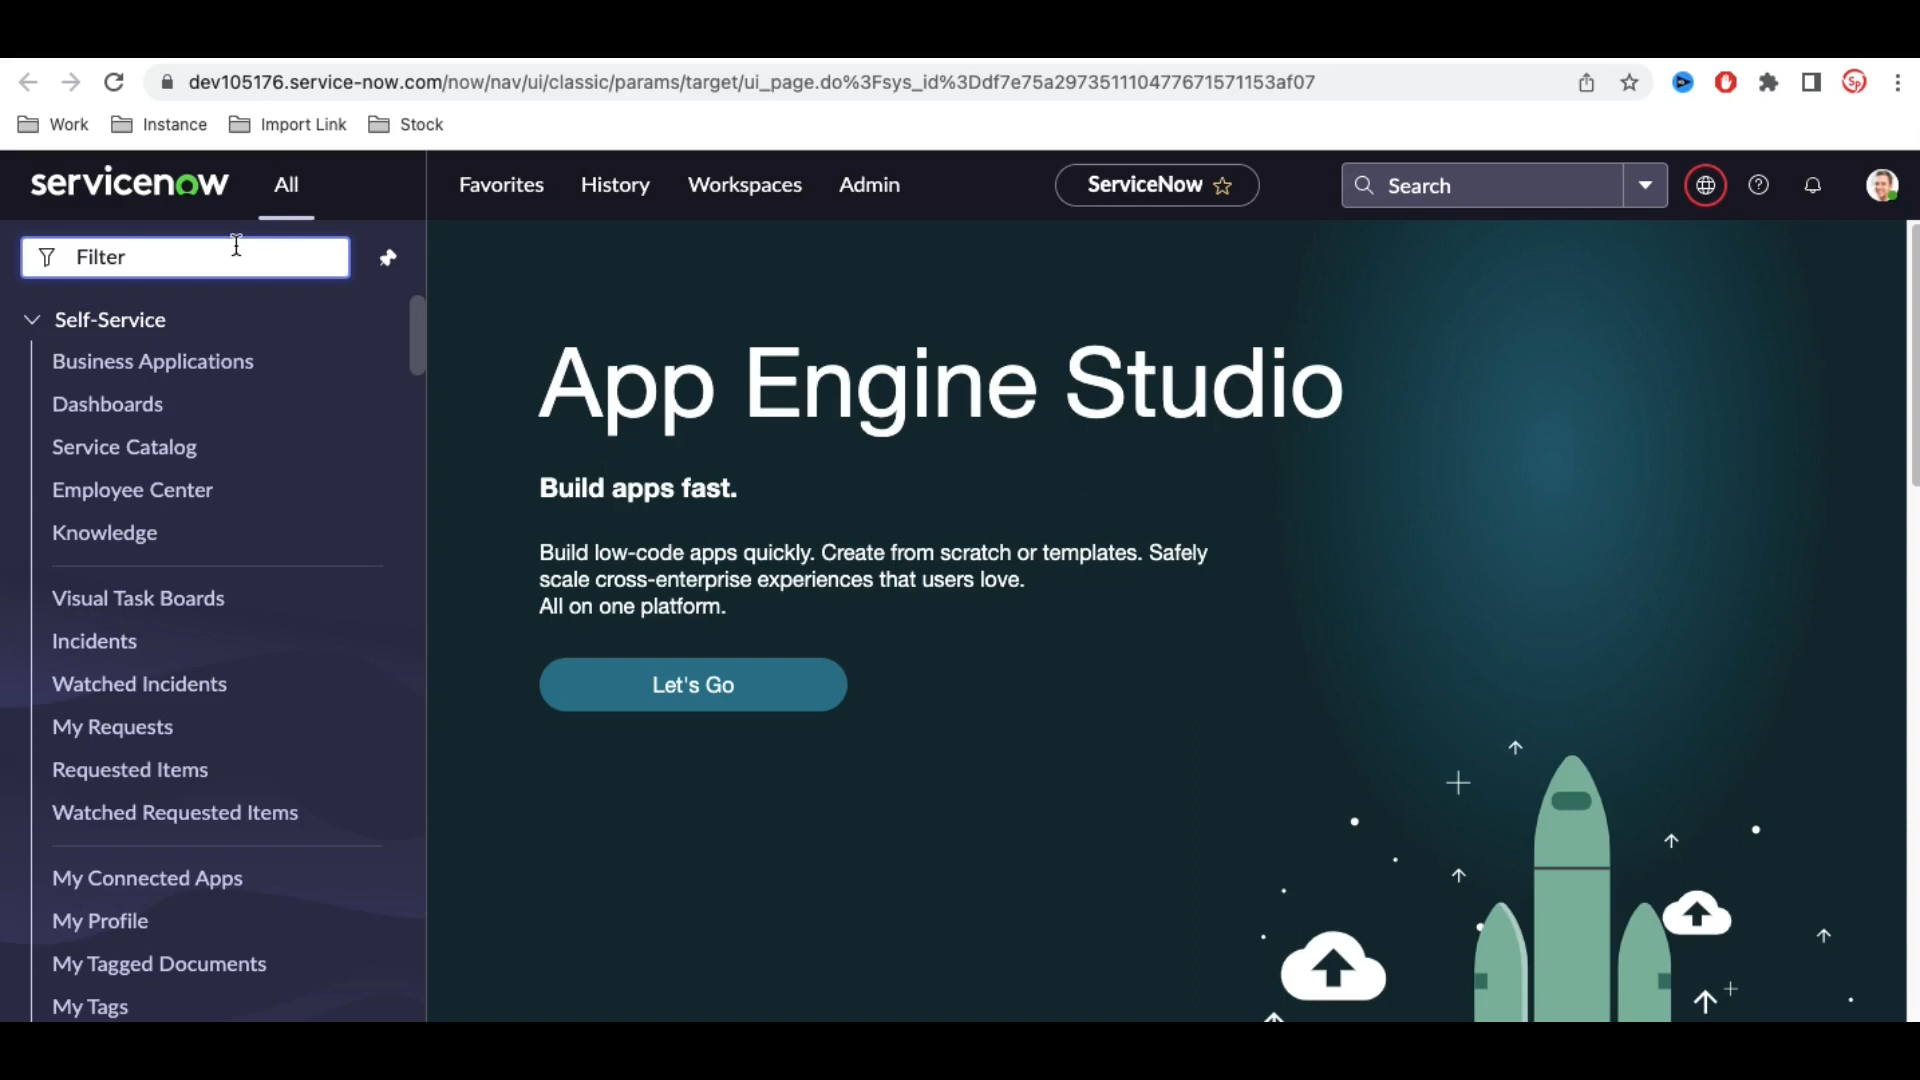 dev105176.service-now.com/now/nav/ui/classic/params/target/ui_page.do%3Fsys_id%3Ddf7e75a297351110477671571153af07
Sp
Work Instance Import Link Stock
servicenow All Favorites History Workspaces Admin ServiceNow Search
Filter
Self-Service
Business Applications
Dashboards
Service Catalog
Employee Center
Knowledge
Visual Task Boards
Incidents
Watched Incidents
My Requests
Requested Items
Watched Requested Items
My Connected Apps
My Profile
My Tagged Documents
My Tags
App Engine Studio
Build apps fast.
Build low-code apps quickly. Create from scratch or templates. Safely
scale cross-enterprise experiences that users love.
All on one platform.
Let's Go